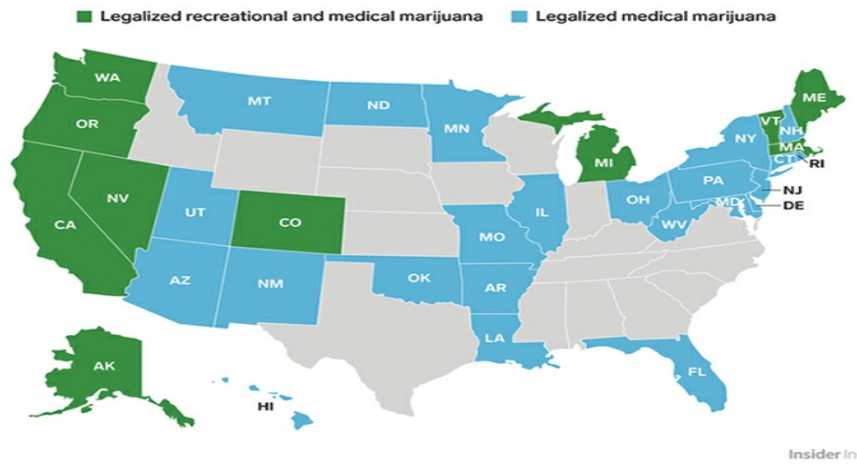 Legalized recreational and medical marijuana
Legalized medical marijuana
WA
MT
ND
MN
ME
OR
VT
NH
NY
MA
CT
RI
MI
NV
UT
CO
CA
IL
OH
PA
NJ
MD
DE
WV
MO
AZ
NM
OK
AR
LA
AK
HI
FL
Insider In